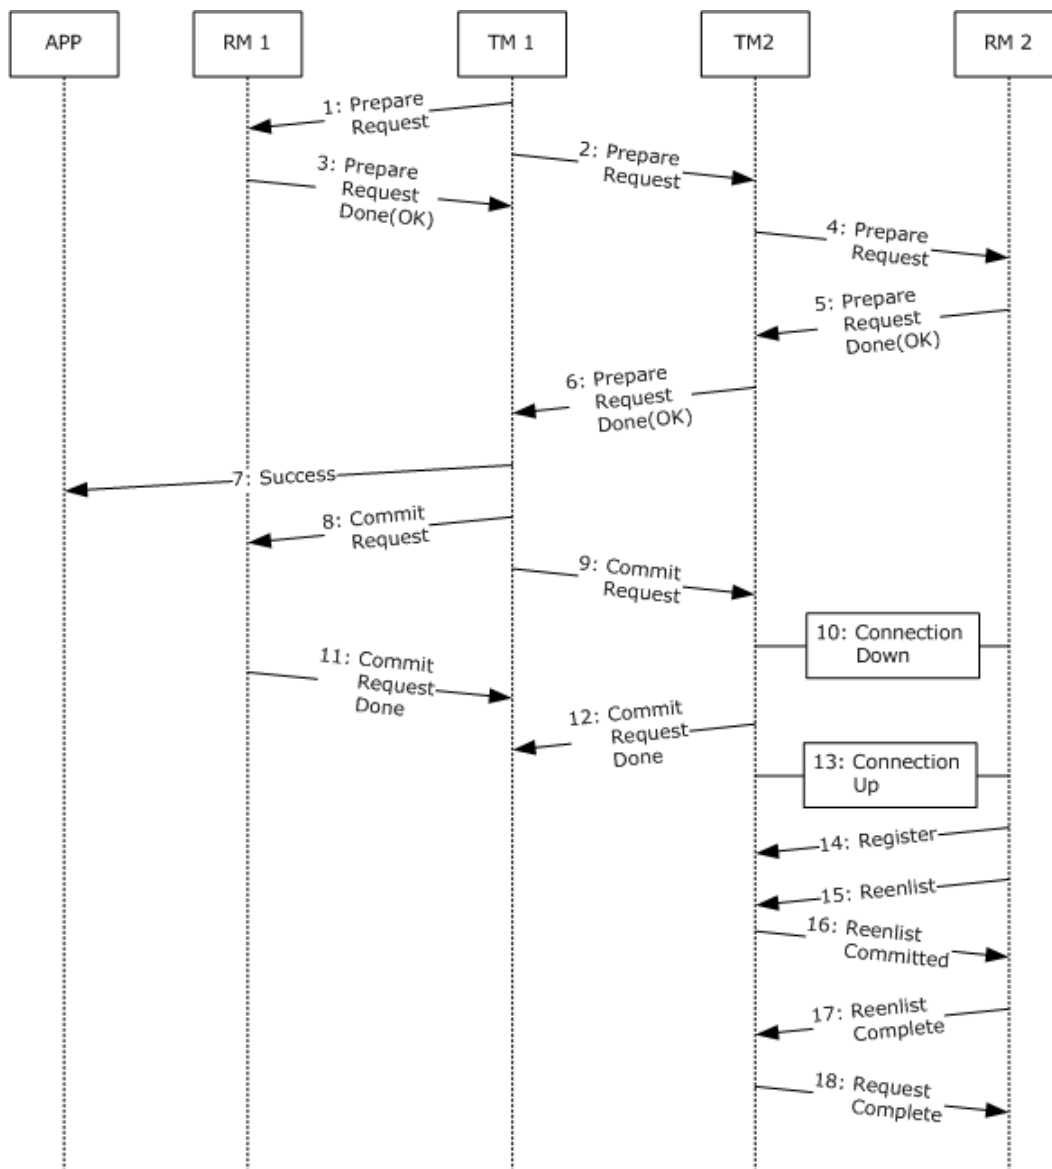 APP
RM 1
TM 1
TM2
RM 2
1: Prepare
Request
2: Prepare
Request
3: Prepare
Request
Done(OK)
4: Prepare
Request
5: Prepare
Request
Done(OK)
6: Prepare
Request
Done(OK)
7: Success
8: Commit
Request
9: Commit
Request
10: Connection
Down
11: Commit
Request
Done
12: Commit
Request
Done
13: Connection
Up
14: Register
15: Reenlist
16: Reenlist
Committed
17: Reenlist
Complete
18: Request
Complete